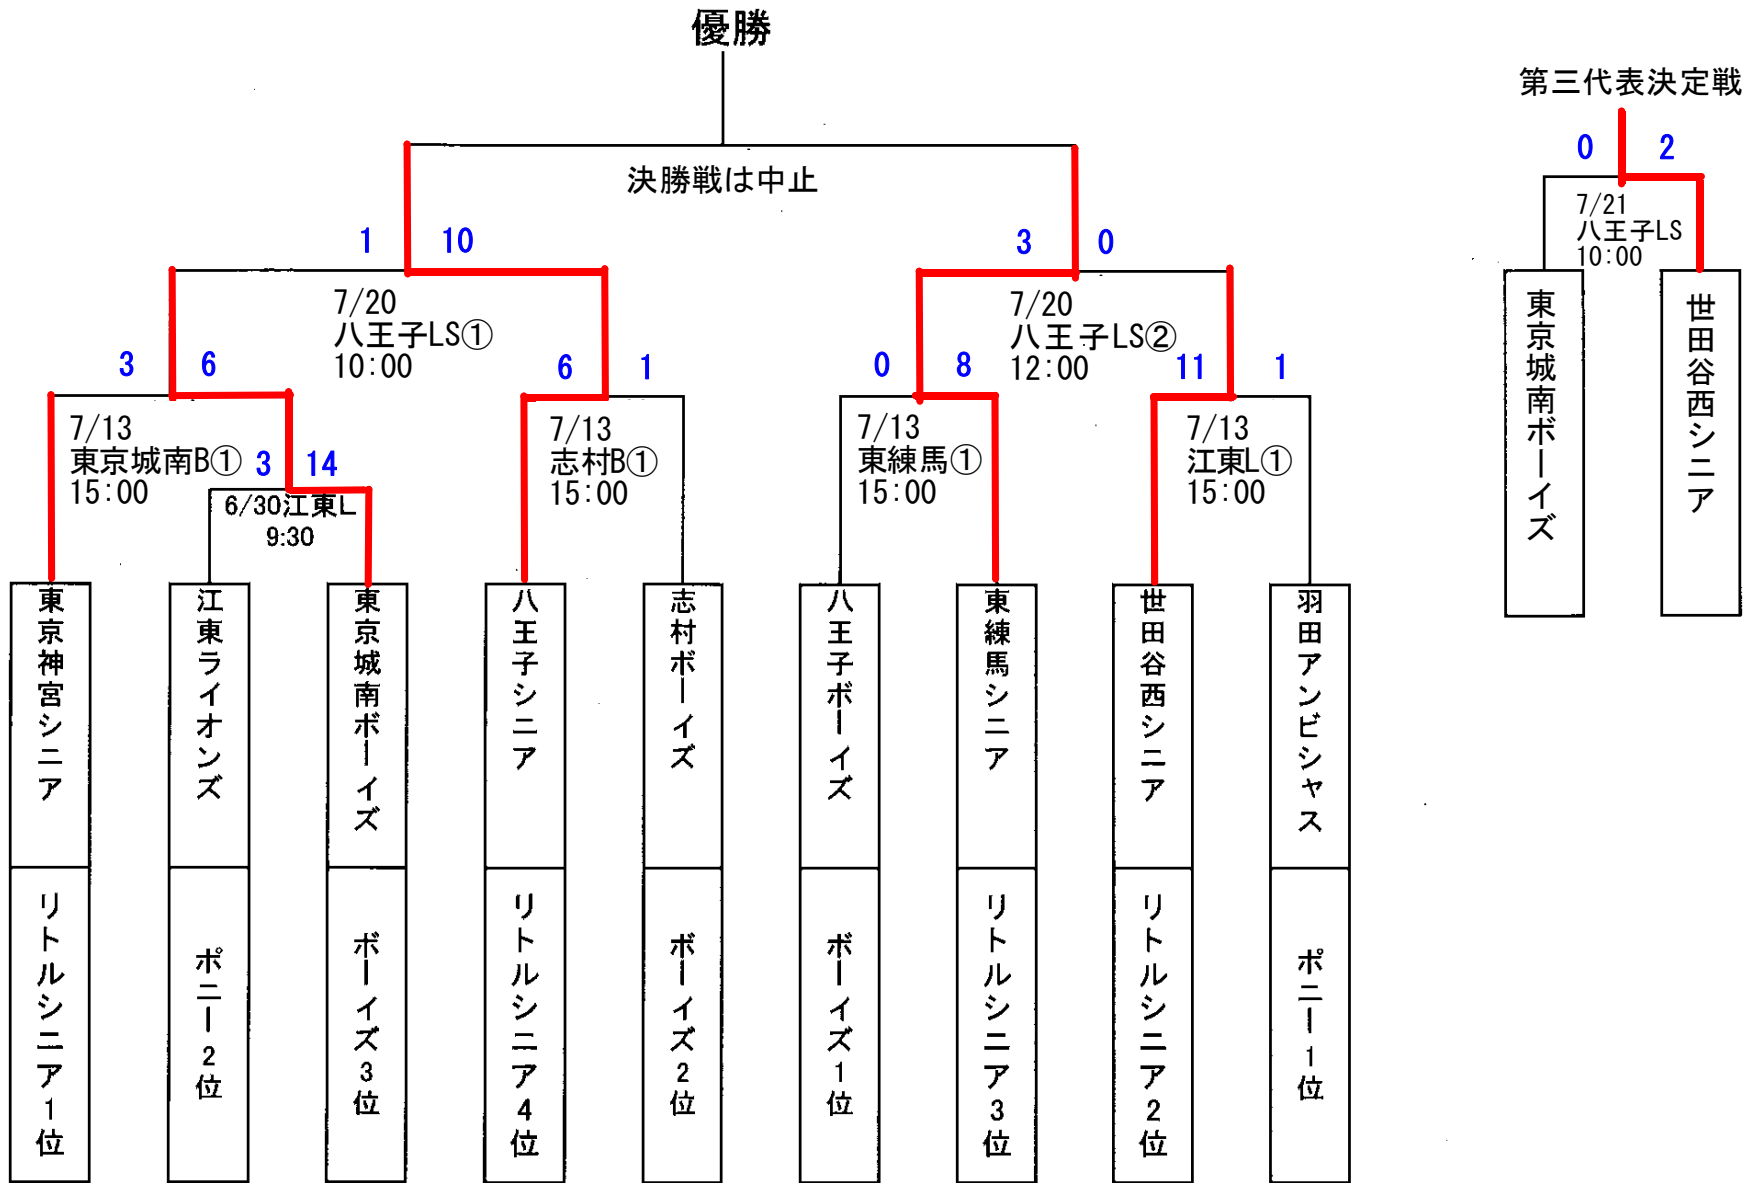 優勝
第三代表決定戦
決勝戦は中止
0 2
7/21
八王子LS
10:00
1 10
3 0
7/20
八王子LS①
10:00
7/20
八王子LS②
12:00
3 6
6 1
0 8
11 1
7/13
東京城南B①
15:00
3 14
6/30江東L
9:30
7/13
志村B①
15:00
7/13
東練馬①
15:00
7/13
江東L①
15:00
東京城南ボーイズ
世田谷西シニア
東京神宮シニア
江東ライオンズ
東京城南ボーイズ
八王子シニア
志村ボーイズ
八王子ボーイズ
東練馬シニア
世田谷西シニア
羽田アンビシャス
リトルシニア1位
ポニー2位
ボーイズ3位
リトルシニア4位
ボーイズ2位
ボーイズ1位
リトルシニア3位
リトルシニア2位
ポニー1位